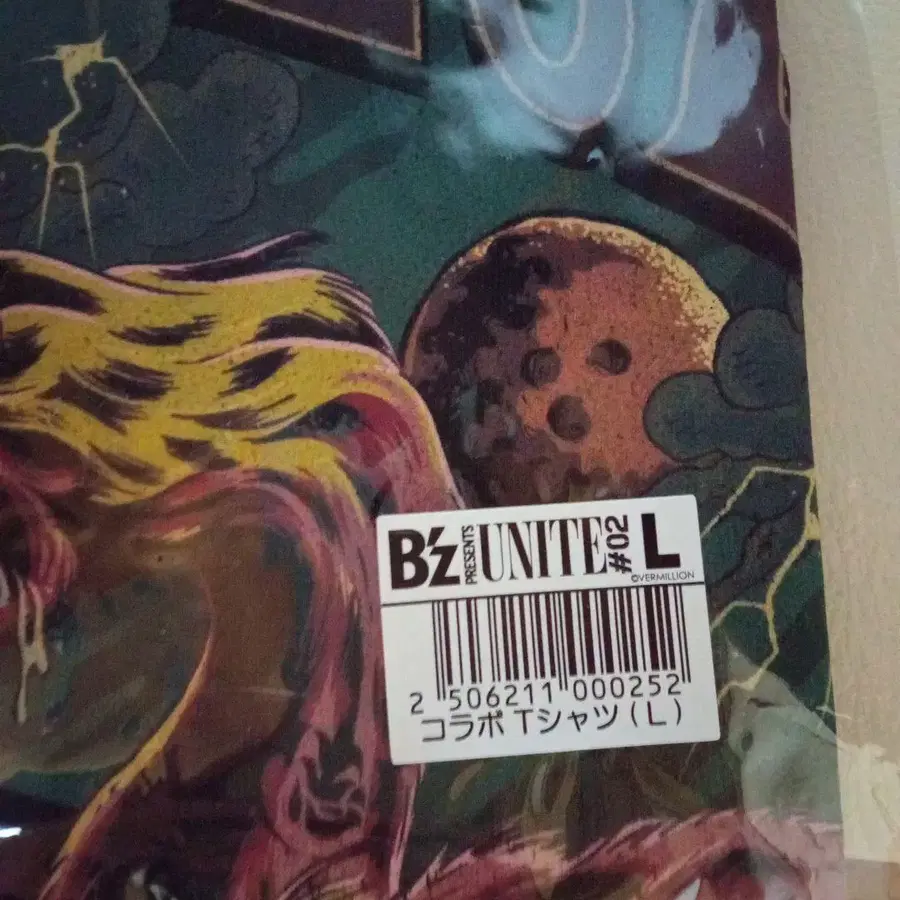 B'z PRESENTS UNITE #02 L
©VERMILLION
2 506211 000252
コラボTシャツ(L)